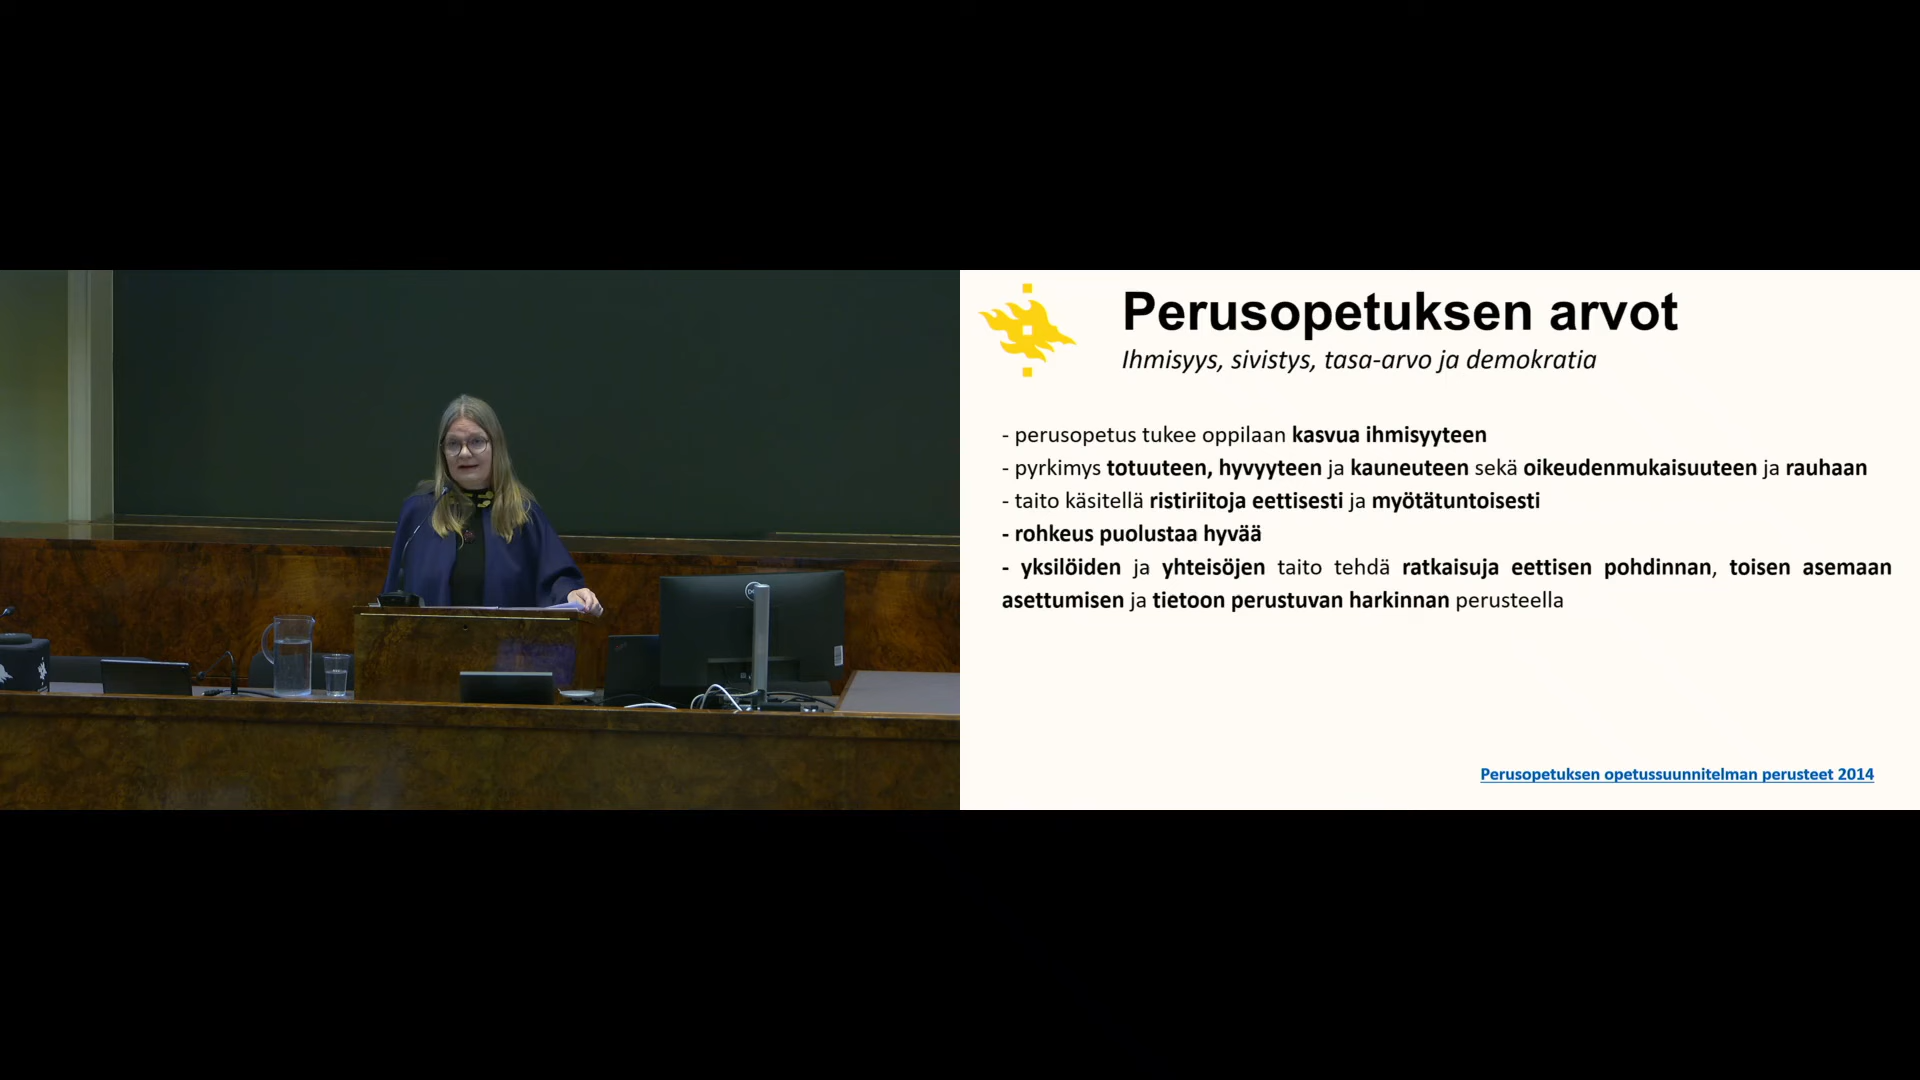 Perusopetuksen arvot
Ihmisyys, sivistys, tasa-arvo ja demokratia
- perusopetus tukee oppilaan kasvua ihmisyyteen
- pyrkimys totuuteen, hyvyyteen ja kauneuteen sekä oikeudenmukaisuuteen ja rauhaan
- taito käsitellä ristiriitoja eettisesti ja myötätuntoisesti
- rohkeus puolustaa hyvää
- yksilöiden ja yhteisöjen taito tehdä ratkaisuja eettisen pohdinnan, toisen asemaan
asettumisen ja tietoon perustuvan harkinnan perusteella
Perusopetuksen opetussuunnitelman perusteet 2014